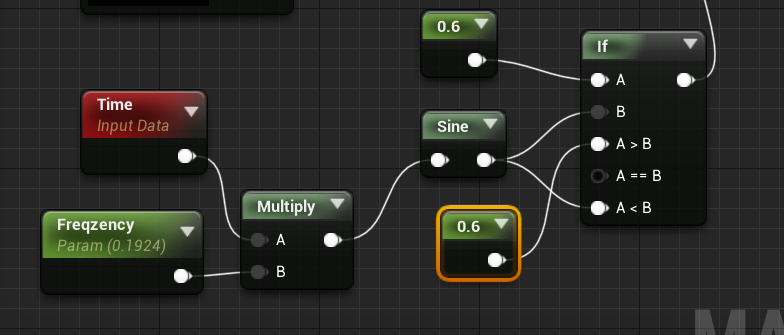 0.6
If
A
B
A > B
A == B
A < B
Time
Input Data
Sine
Multiply
A
B
Freqzency
Param (0.1924)
0.6